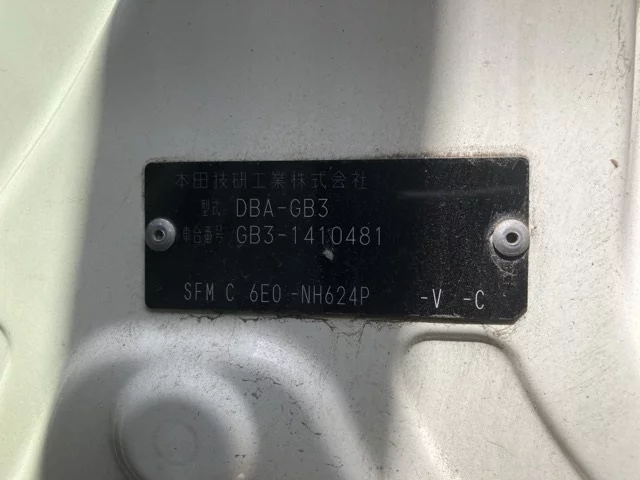 本田技研工業株式会社
型式 DBA-GB3
車台番号 GB3-1410481
SFM C 6E0 -NH624P -V -C